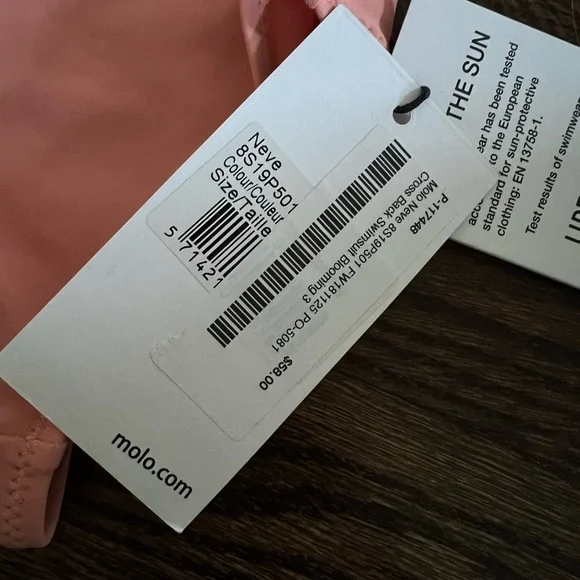 Neve
8S19P501
Colour/Couleur
Size/Taille
5 71421
P-117448
Molo Neve 8S19P501 FW181125 PO-5081
Cross Back Swimsuit Blooming 3
$58.00
molo.com
THE SUN
ear has been tested
to the European
standard for sun-protective
clothing: EN 13758-1.
Test results of swimwear